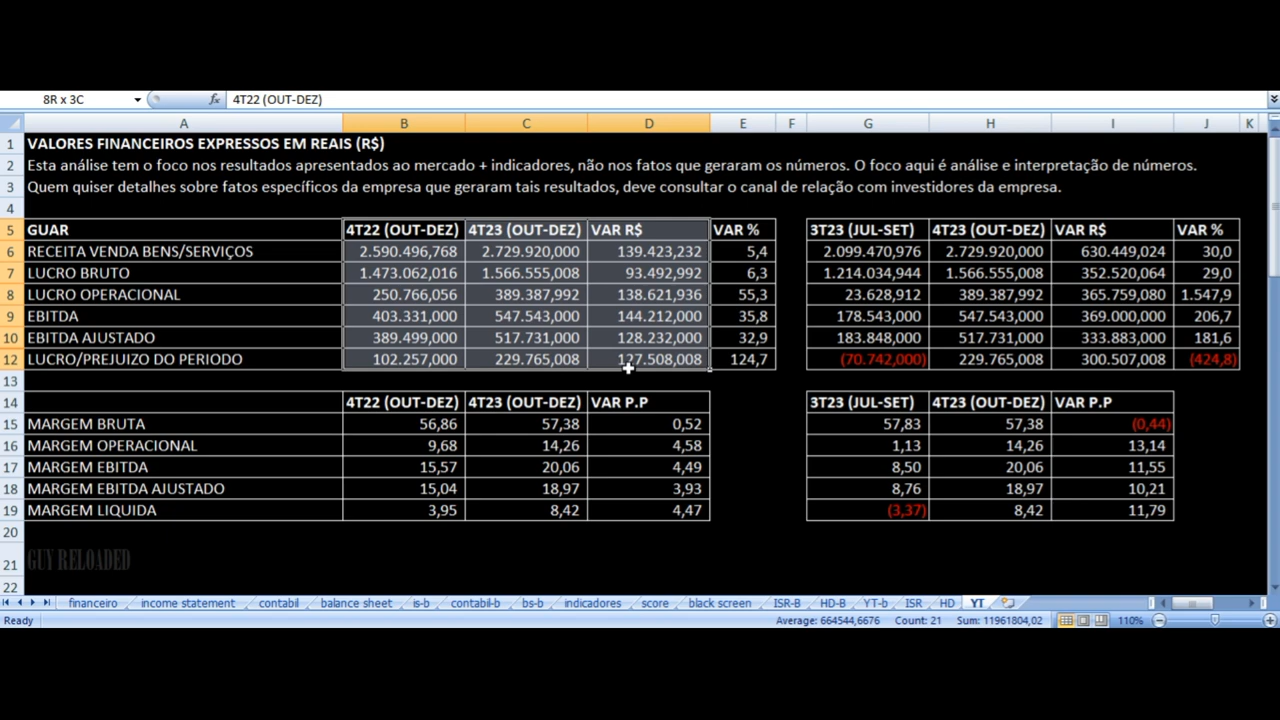 8R x 3C fx 4T22 (OUT-DEZ)
A B C D E F G H I J K
1 VALORES FINANCEIROS EXPRESSOS EM REAIS (R$)
2 Esta análise tem o foco nos resultados apresentados ao mercado + indicadores, não nos fatos que geraram os números. O foco aqui é análise e interpretação de números.
3 Quem quiser detalhes sobre fatos específicos da empresa que geraram tais resultados, deve consultar o canal de relação com investidores da empresa.
4
5 GUAR 4T22 (OUT-DEZ) 4T23 (OUT-DEZ) VAR R$ VAR % 3T23 (JUL-SET) 4T23 (OUT-DEZ) VAR R$ VAR %
6 RECEITA VENDA BENS/SERVIÇOS 2.590.496,768 2.729.920,000 139.423,232 5,4 2.099.470,976 2.729.920,000 630.449,024 30,0
7 LUCRO BRUTO 1.473.062,016 1.566.555,008 93.492,992 6,3 1.214.034,944 1.566.555,008 352.520,064 29,0
8 LUCRO OPERACIONAL 250.766,056 389.387,992 138.621,936 55,3 23.628,912 389.387,992 365.759,080 1.547,9
9 EBITDA 403.331,000 547.543,000 144.212,000 35,8 178.543,000 547.543,000 369.000,000 206,7
10 EBITDA AJUSTADO 389.499,000 517.731,000 128.232,000 32,9 183.848,000 517.731,000 333.883,000 181,6
12 LUCRO/PREJUIZO DO PERIODO 102.257,000 229.765,008 127.508,008 124,7 (70.742,000) 229.765,008 300.507,008 (424,8)
13
14 4T22 (OUT-DEZ) 4T23 (OUT-DEZ) VAR P.P 3T23 (JUL-SET) 4T23 (OUT-DEZ) VAR P.P
15 MARGEM BRUTA 56,86 57,38 0,52 57,83 57,38 (0,44)
16 MARGEM OPERACIONAL 9,68 14,26 4,58 1,13 14,26 13,14
17 MARGEM EBITDA 15,57 20,06 4,49 8,50 20,06 11,55
18 MARGEM EBITDA AJUSTADO 15,04 18,97 3,93 8,76 18,97 10,21
19 MARGEM LIQUIDA 3,95 8,42 4,47 (3,37) 8,42 11,79
20
21 GUY RELOADED
22
financeiro income statement contabil balance sheet is-b contabil-b bs-b indicadores score black screen ISR-B HD-B YT-b ISR HD YT
Ready Average: 664544,6676 Count: 21 Sum: 11961804,02 110%